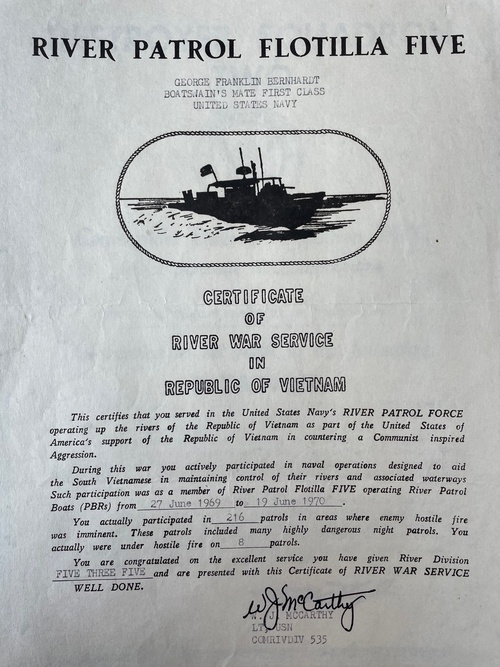 RIVER PATROL FLOTILLA FIVE
GEORGE FRANKLIN BERNHARDT
BOATSWAIN'S MATE FIRST CLASS
UNITED STATES NAVY
CERTIFICATE
OF
RIVER WAR SERVICE
IN
REPUBLIC OF VIETNAM
This certifies that you served in the United States Navy's RIVER PATROL FORCE
operating up the rivers of the Republic of Vietnam as part of the United States of
America's support of the Republic of Vietnam in countering a Communist inspired
Aggression.
During this war you actively participated in naval operations designed to aid
the South Vietnamese in maintaining control of their rivers and associated waterways
Such participation was as a member of River Patrol Flotilla FIVE operating River Patrol
Boats (PBRs) from 27 June 1969 to 19 June 1970.
You actually participated in 216 patrols in areas where enemy hostile fire
was imminent. These patrols included many highly dangerous night patrols. You
actually were under hostile fire on 8 patrols.
You are congratulated on the excellent service you have given River Division
FIVE THREE FIVE and are presented with this Certificate of RIVER WAR SERVICE
WELL DONE.
W J McCarthy
W. J. MCCARTHY
LT USN
COMRIVDIV 535